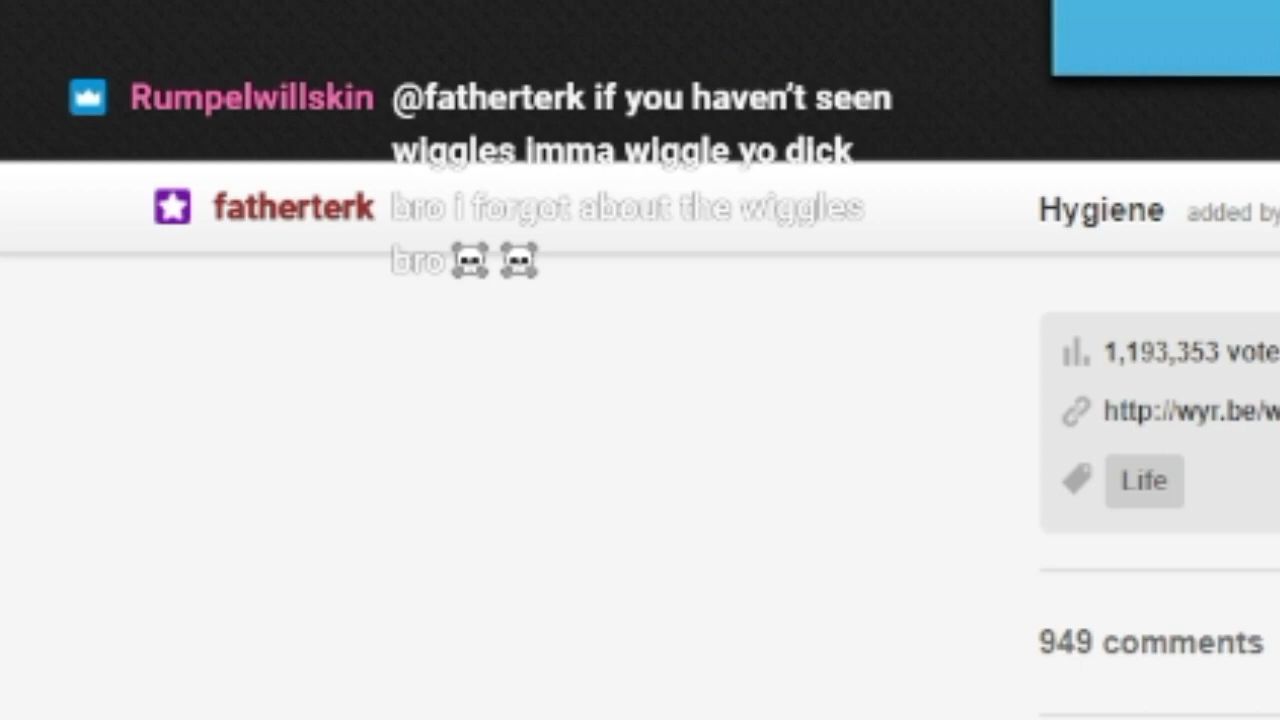 Rumpelwillskin @fatherterk if you haven't seen
wiggles imma wiggle yo dick
fatherterk bro i forgot about the wiggles
bro ☠️ ☠️
Hygiene added by
1,193,353 vote
http://wyr.be/w
Life
949 comments